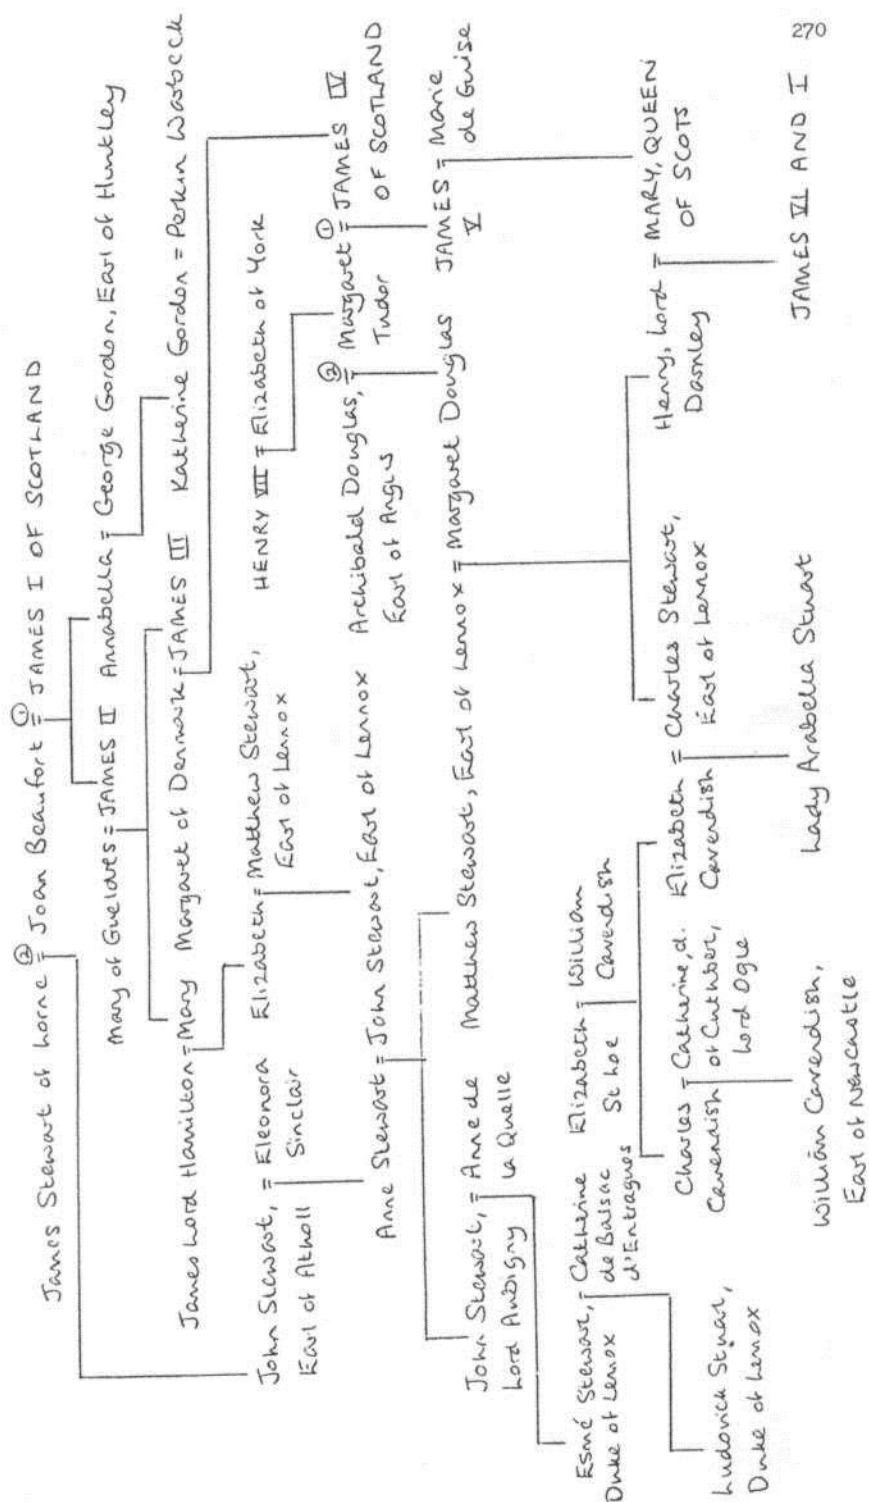 270
James Stewart of Lorne = ② Joan Beaufort = ① JAMES I OF SCOTLAND
Mary of Gueldres = JAMES II Annabella = George Gordon, Earl of Huntley
James Lord Hamilton = Mary Margaret of Denmark = JAMES III Katherine Gordon = Perkin Warbeck
John Stewart, = Eleonora Elizabeth = Matthew Stewart, HENRY VII = Elizabeth of York
Earl of Atholl Sinclair Earl of Lennox
Anne Stewart = John Stewart, Earl of Lennox Archibald Douglas, ② = Margaret ① = JAMES IV
Earl of Angus Tudor OF SCOTLAND
John Stewart, = Anne de Matthew Stewart, Earl of Lennox = Margaret Douglas JAMES = Marie
Lord Aubigny la Quelle V de Guise
Esmé Stewart, = Catherine Elizabeth = William
Duke of Lennox de Balsac St Loe Cavendish
d'Entragues
Charles = Catherine, d. Elizabeth = Charles Stewart, Henry, Lord = MARY, QUEEN
Cavendish of Cuthber, Cavendish Earl of Lennox Darnley OF SCOTS
Lord Ogle
Ludovick Stuart,
Duke of Lenox
William Cavendish, Lady Arabella Stuart JAMES VI AND I
Earl of Newcastle